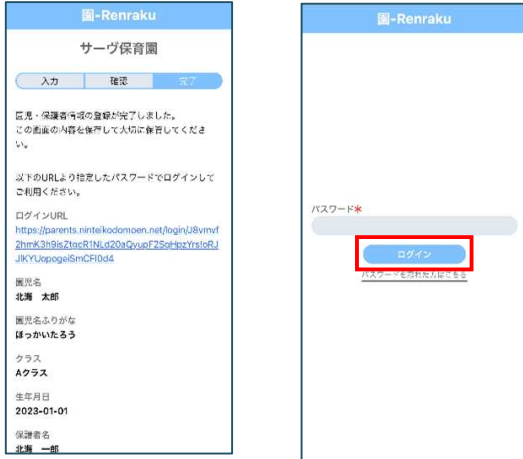 園-Renraku
サーヴ保育園
入力
確認
完了
園児・保護者情報の登録が完了しました。
この画面の内容を保存して大切に保管してくださ
い。
以下のURLより指定したパスワードでログインして
ご利用ください。
ログインURL
https://parents.ninteikodomoen.net/login/J8vmvf
園児名
北海 太郎
園児名ふりがな
ほっかいたろう
クラス
Aクラス
生年月日
2023-01-01
保護者名
北海 一郎
園-Renraku
パスワード*
ログイン
パスワードを忘れた方はこちら